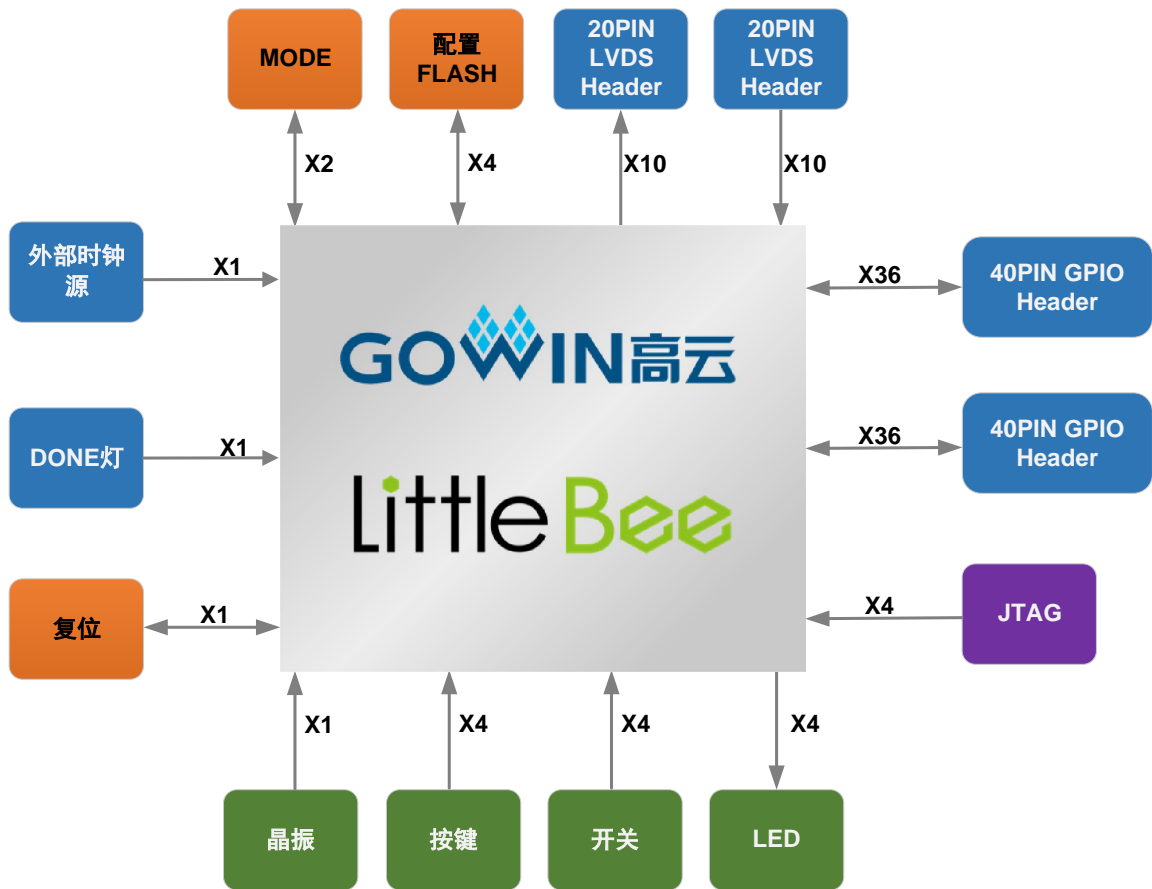 MODE
配置
FLASH
20PIN
LVDS
Header
20PIN
LVDS
Header
X2
X4
X10
X10
外部时钟
源
X1
X36
40PIN GPIO
Header
GOWIN高云
DONE灯
X1
X36
40PIN GPIO
Header
LittleBee
复位
X1
X4
JTAG
X1
X4
X4
X4
晶振
按键
开关
LED